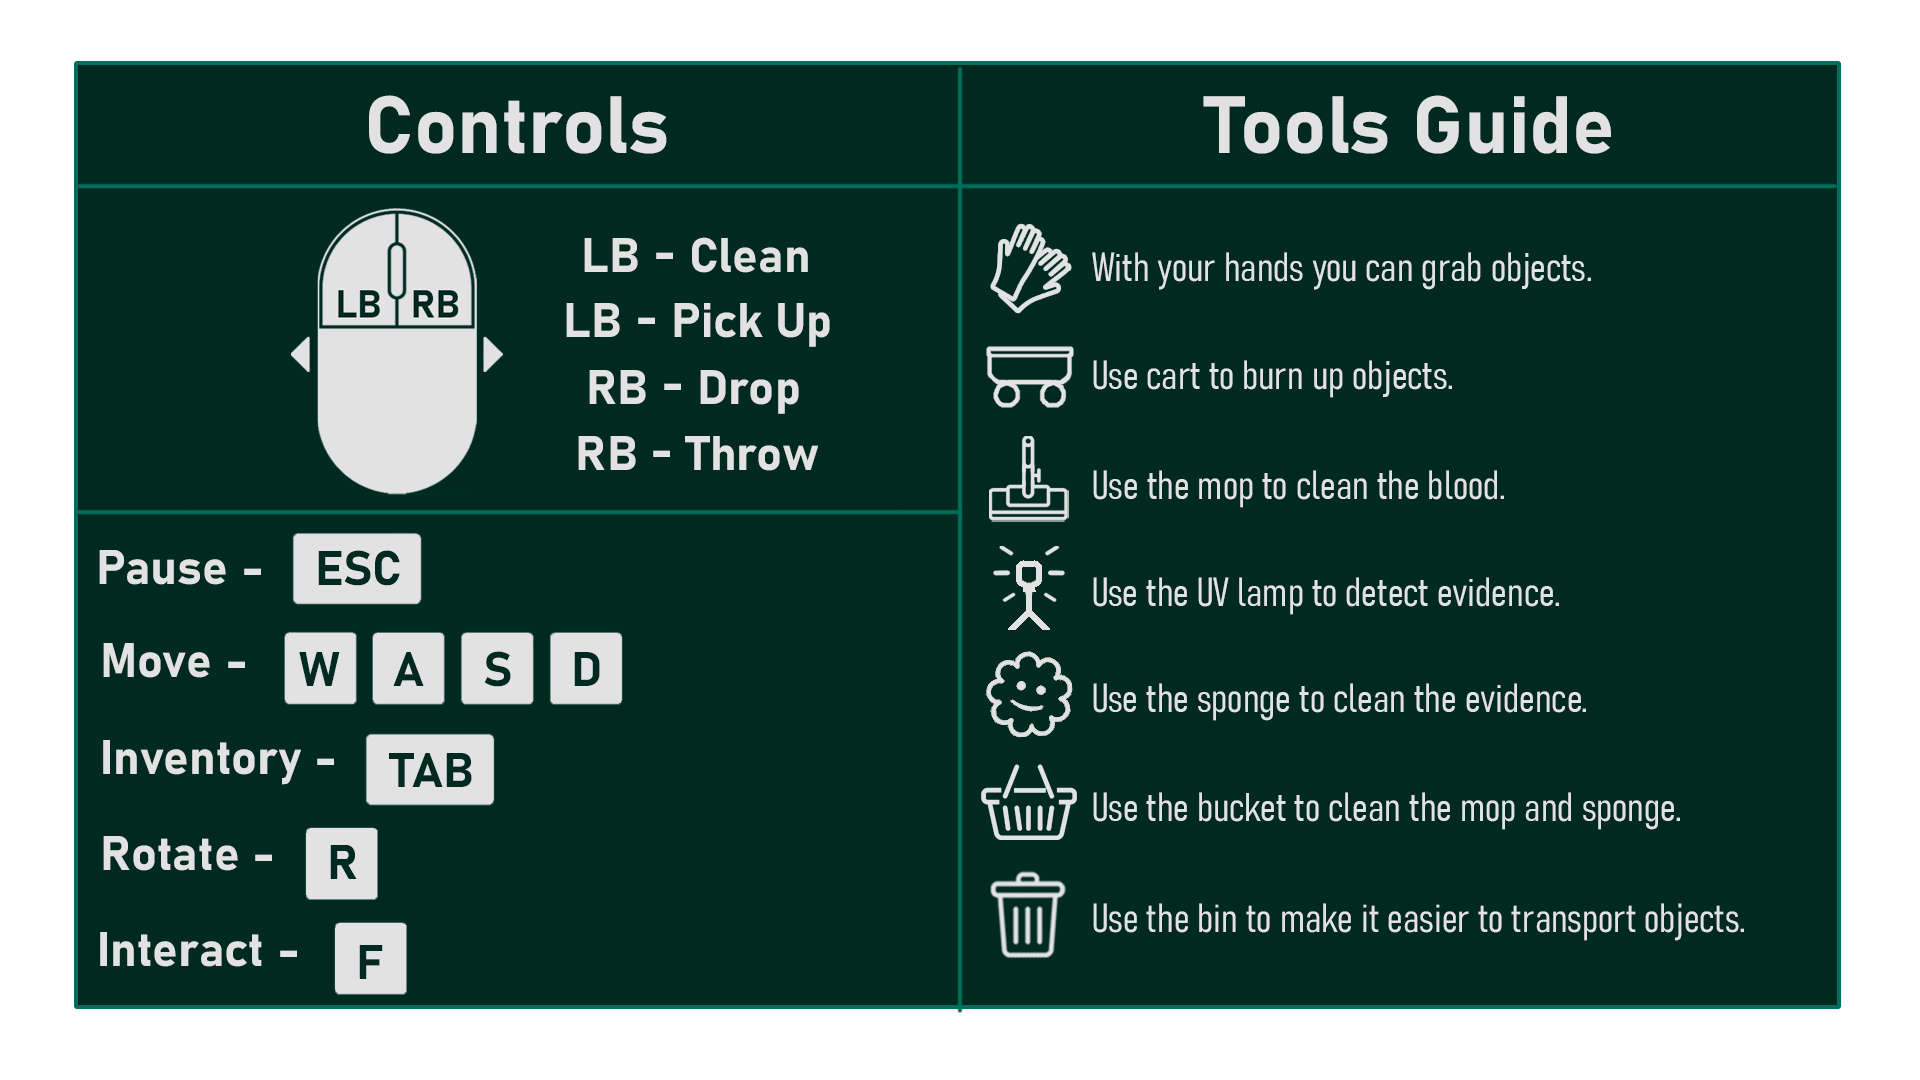 Controls
LB RB
LB - Clean
LB - Pick Up
RB - Drop
RB - Throw
Pause - ESC
Move - W A S D
Inventory - TAB
Rotate - R
Interact - F
Tools Guide
With your hands you can grab objects.
Use cart to burn up objects.
Use the mop to clean the blood.
Use the UV lamp to detect evidence.
Use the sponge to clean the evidence.
Use the bucket to clean the mop and sponge.
Use the bin to make it easier to transport objects.